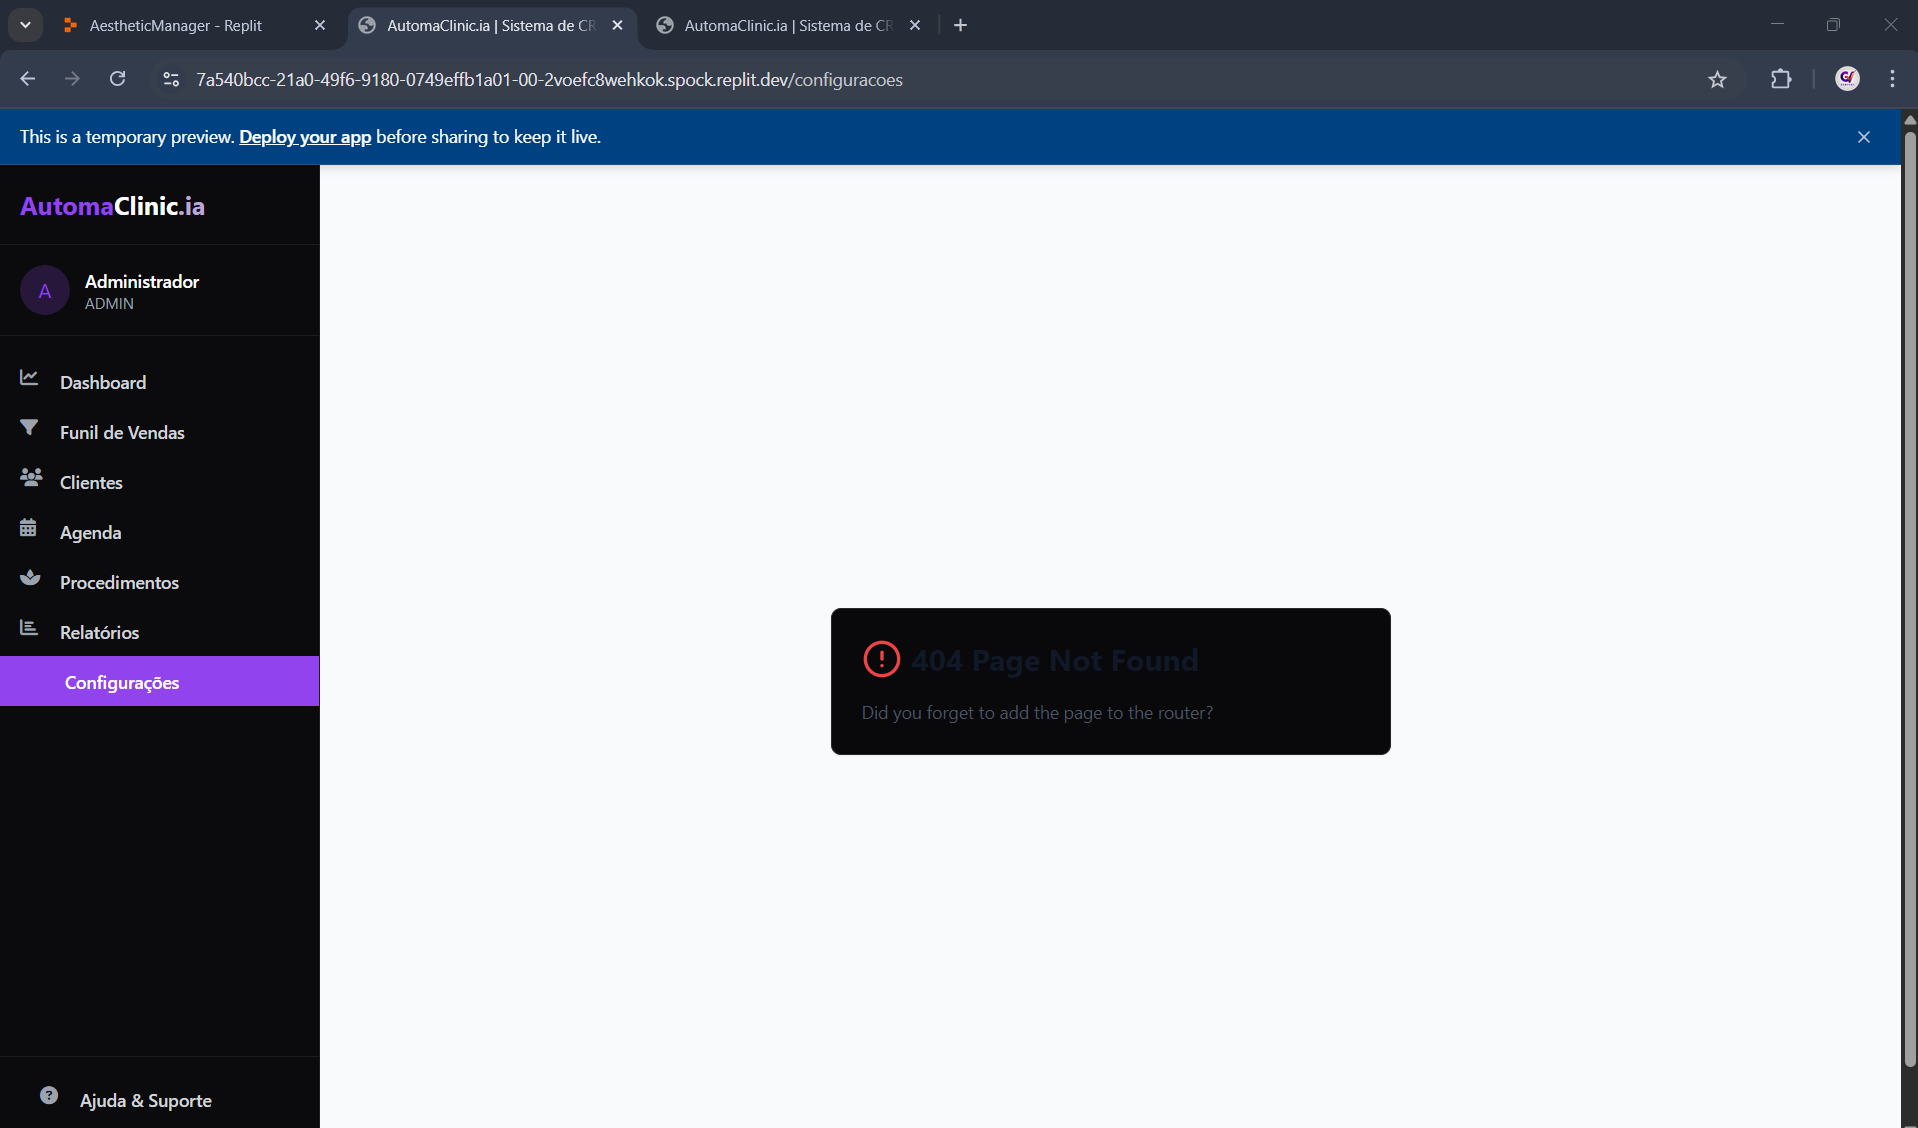 AestheticManager - Replit
AutomaClinic.ia | Sistema de CR
AutomaClinic.ia | Sistema de CR
7a540bcc-21a0-49f6-9180-0749effb1a01-00-2voefc8wehkok.spock.replit.dev/configuracoes
This is a temporary preview. Deploy your app before sharing to keep it live.
AutomaClinic.ia
A
Administrador
ADMIN
Dashboard
Funil de Vendas
Clientes
Agenda
Procedimentos
Relatórios
Configurações
404 Page Not Found
Did you forget to add the page to the router?
Ajuda & Suporte